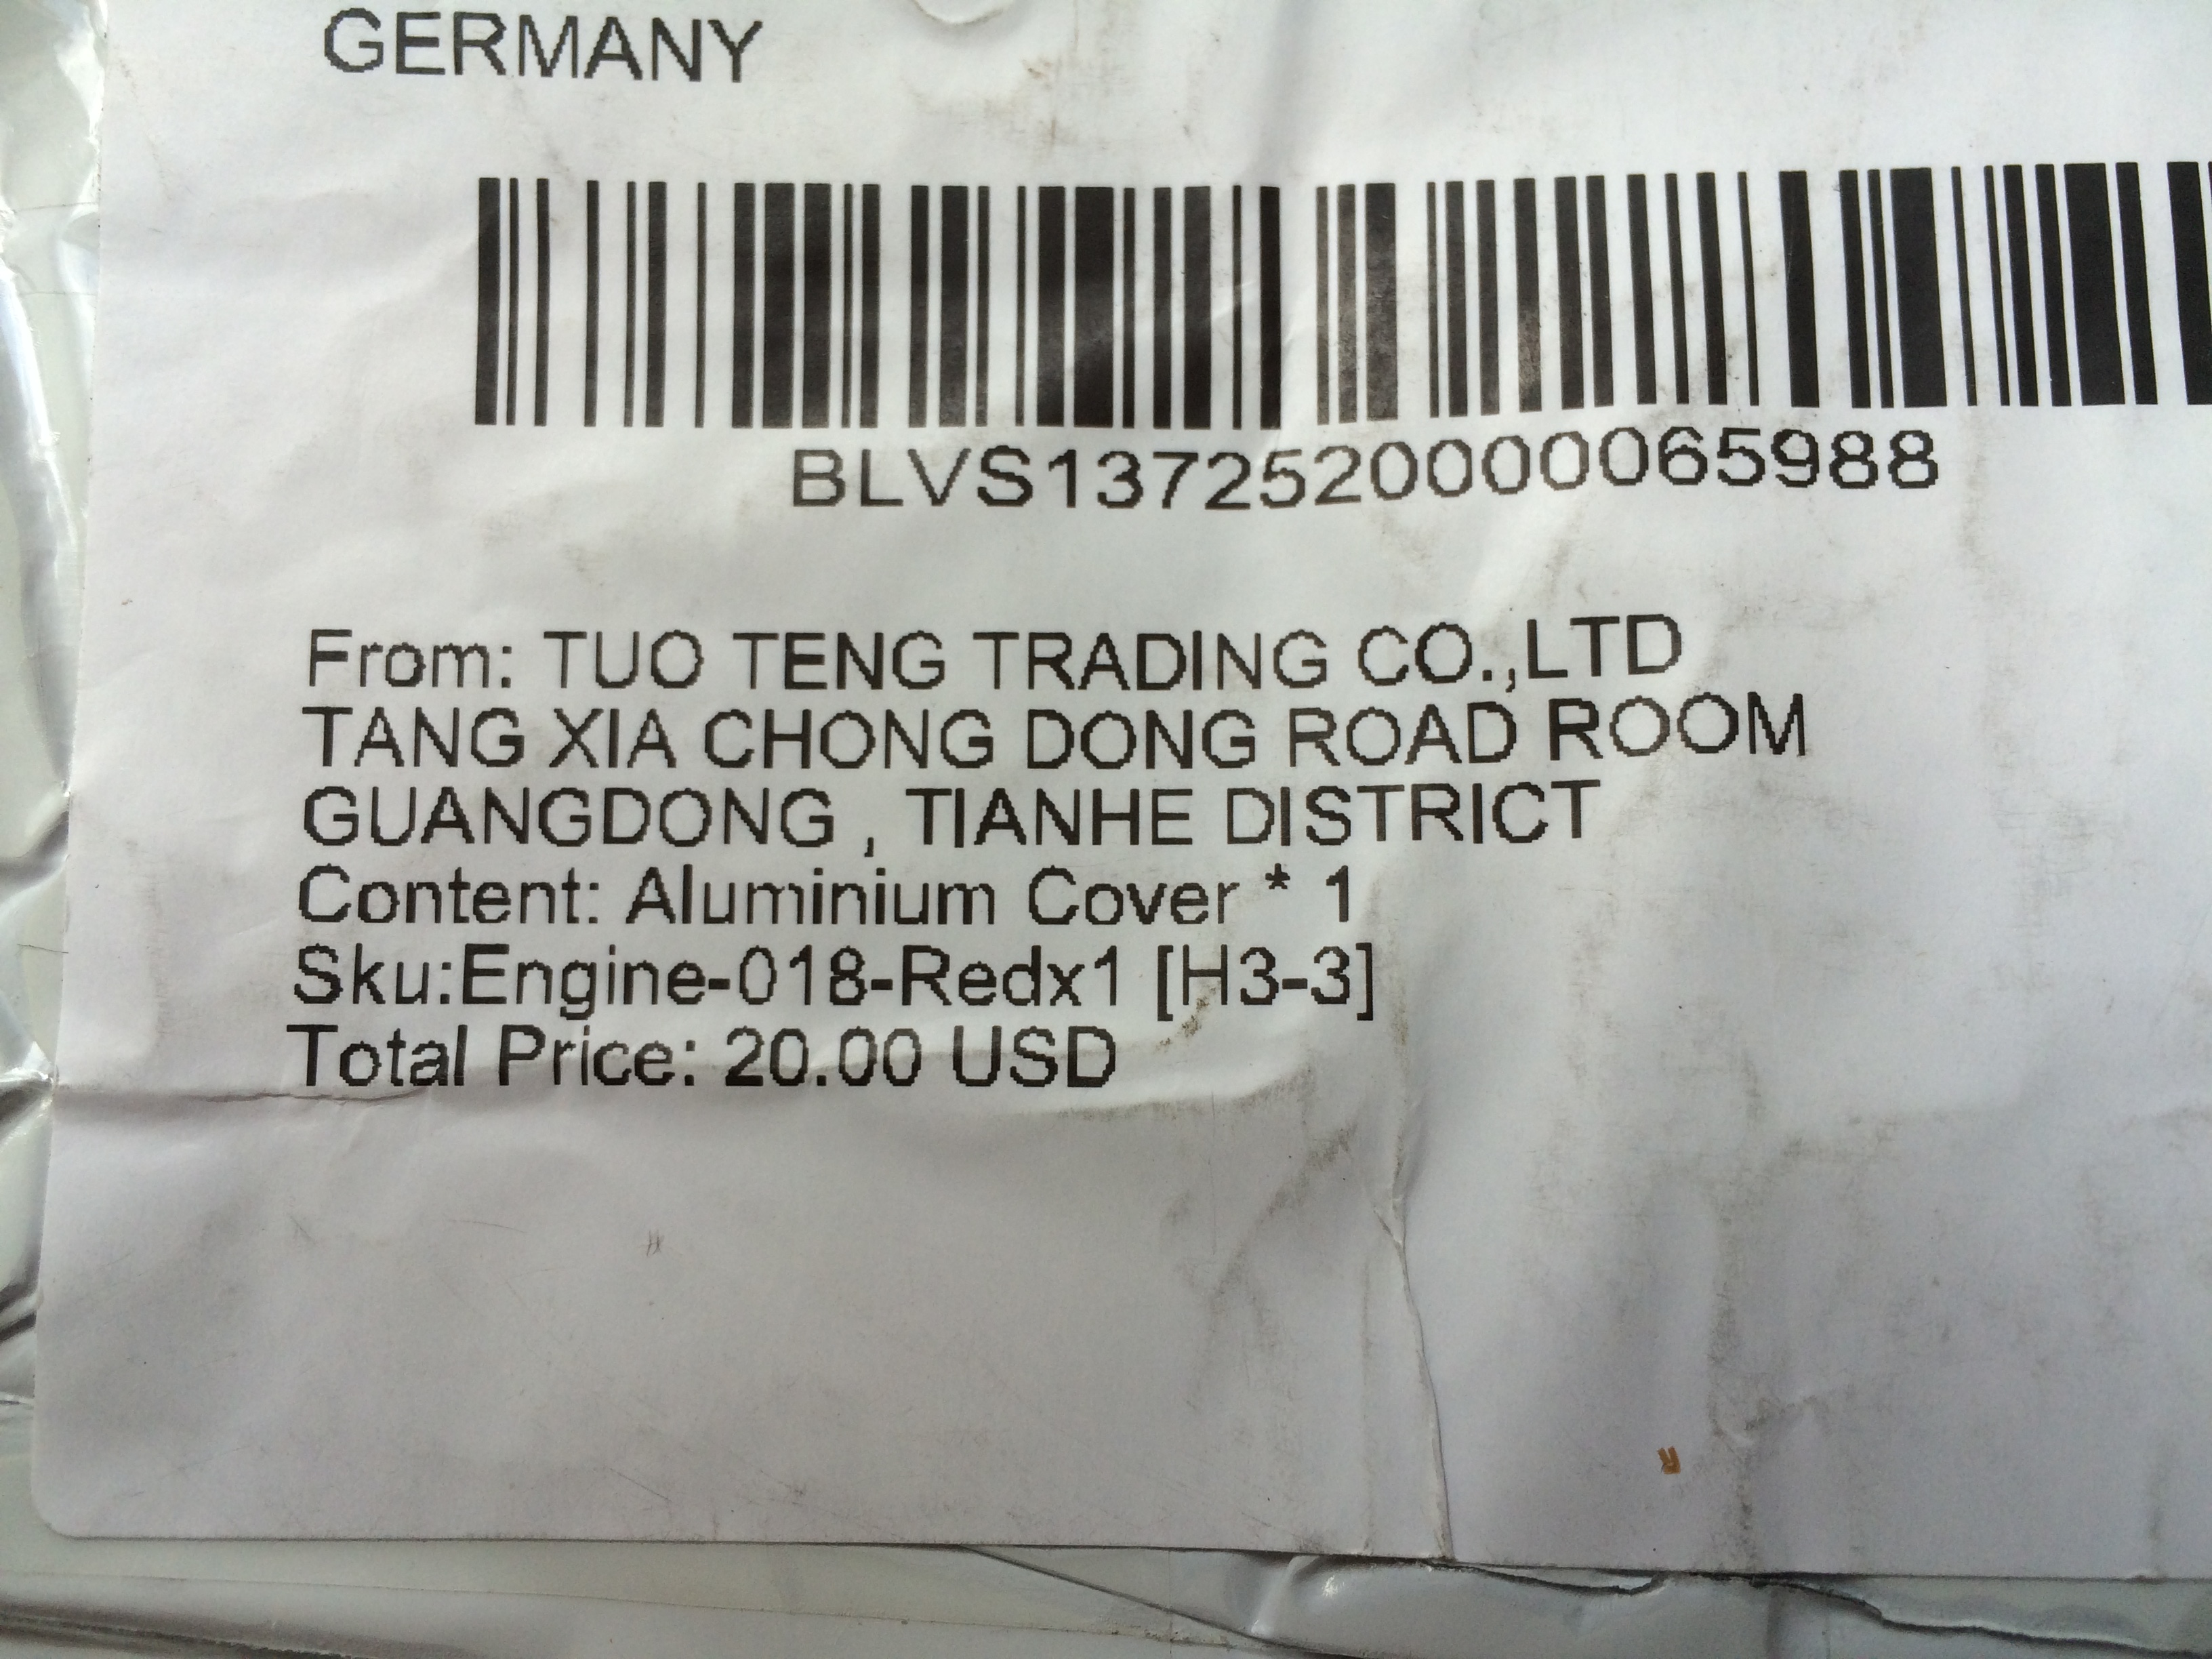 GERMANY
BLVS13725200000065988
From: TUO TENG TRADING CO.,LTD
TANG XIA CHONG DONG ROAD ROOM
GUANGDONG , TIANHE DISTRICT
Content: Aluminium Cover * 1
Sku:Engine-018-Redx1 [H3-3]
Total Price: 20.00 USD